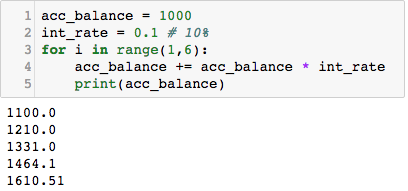 1 acc_balance = 1000
2 int_rate = 0.1 # 10%
3 for i in range(1,6):
4     acc_balance += acc_balance * int_rate
5     print(acc_balance)
1100.0
1210.0
1331.0
1464.1
1610.51